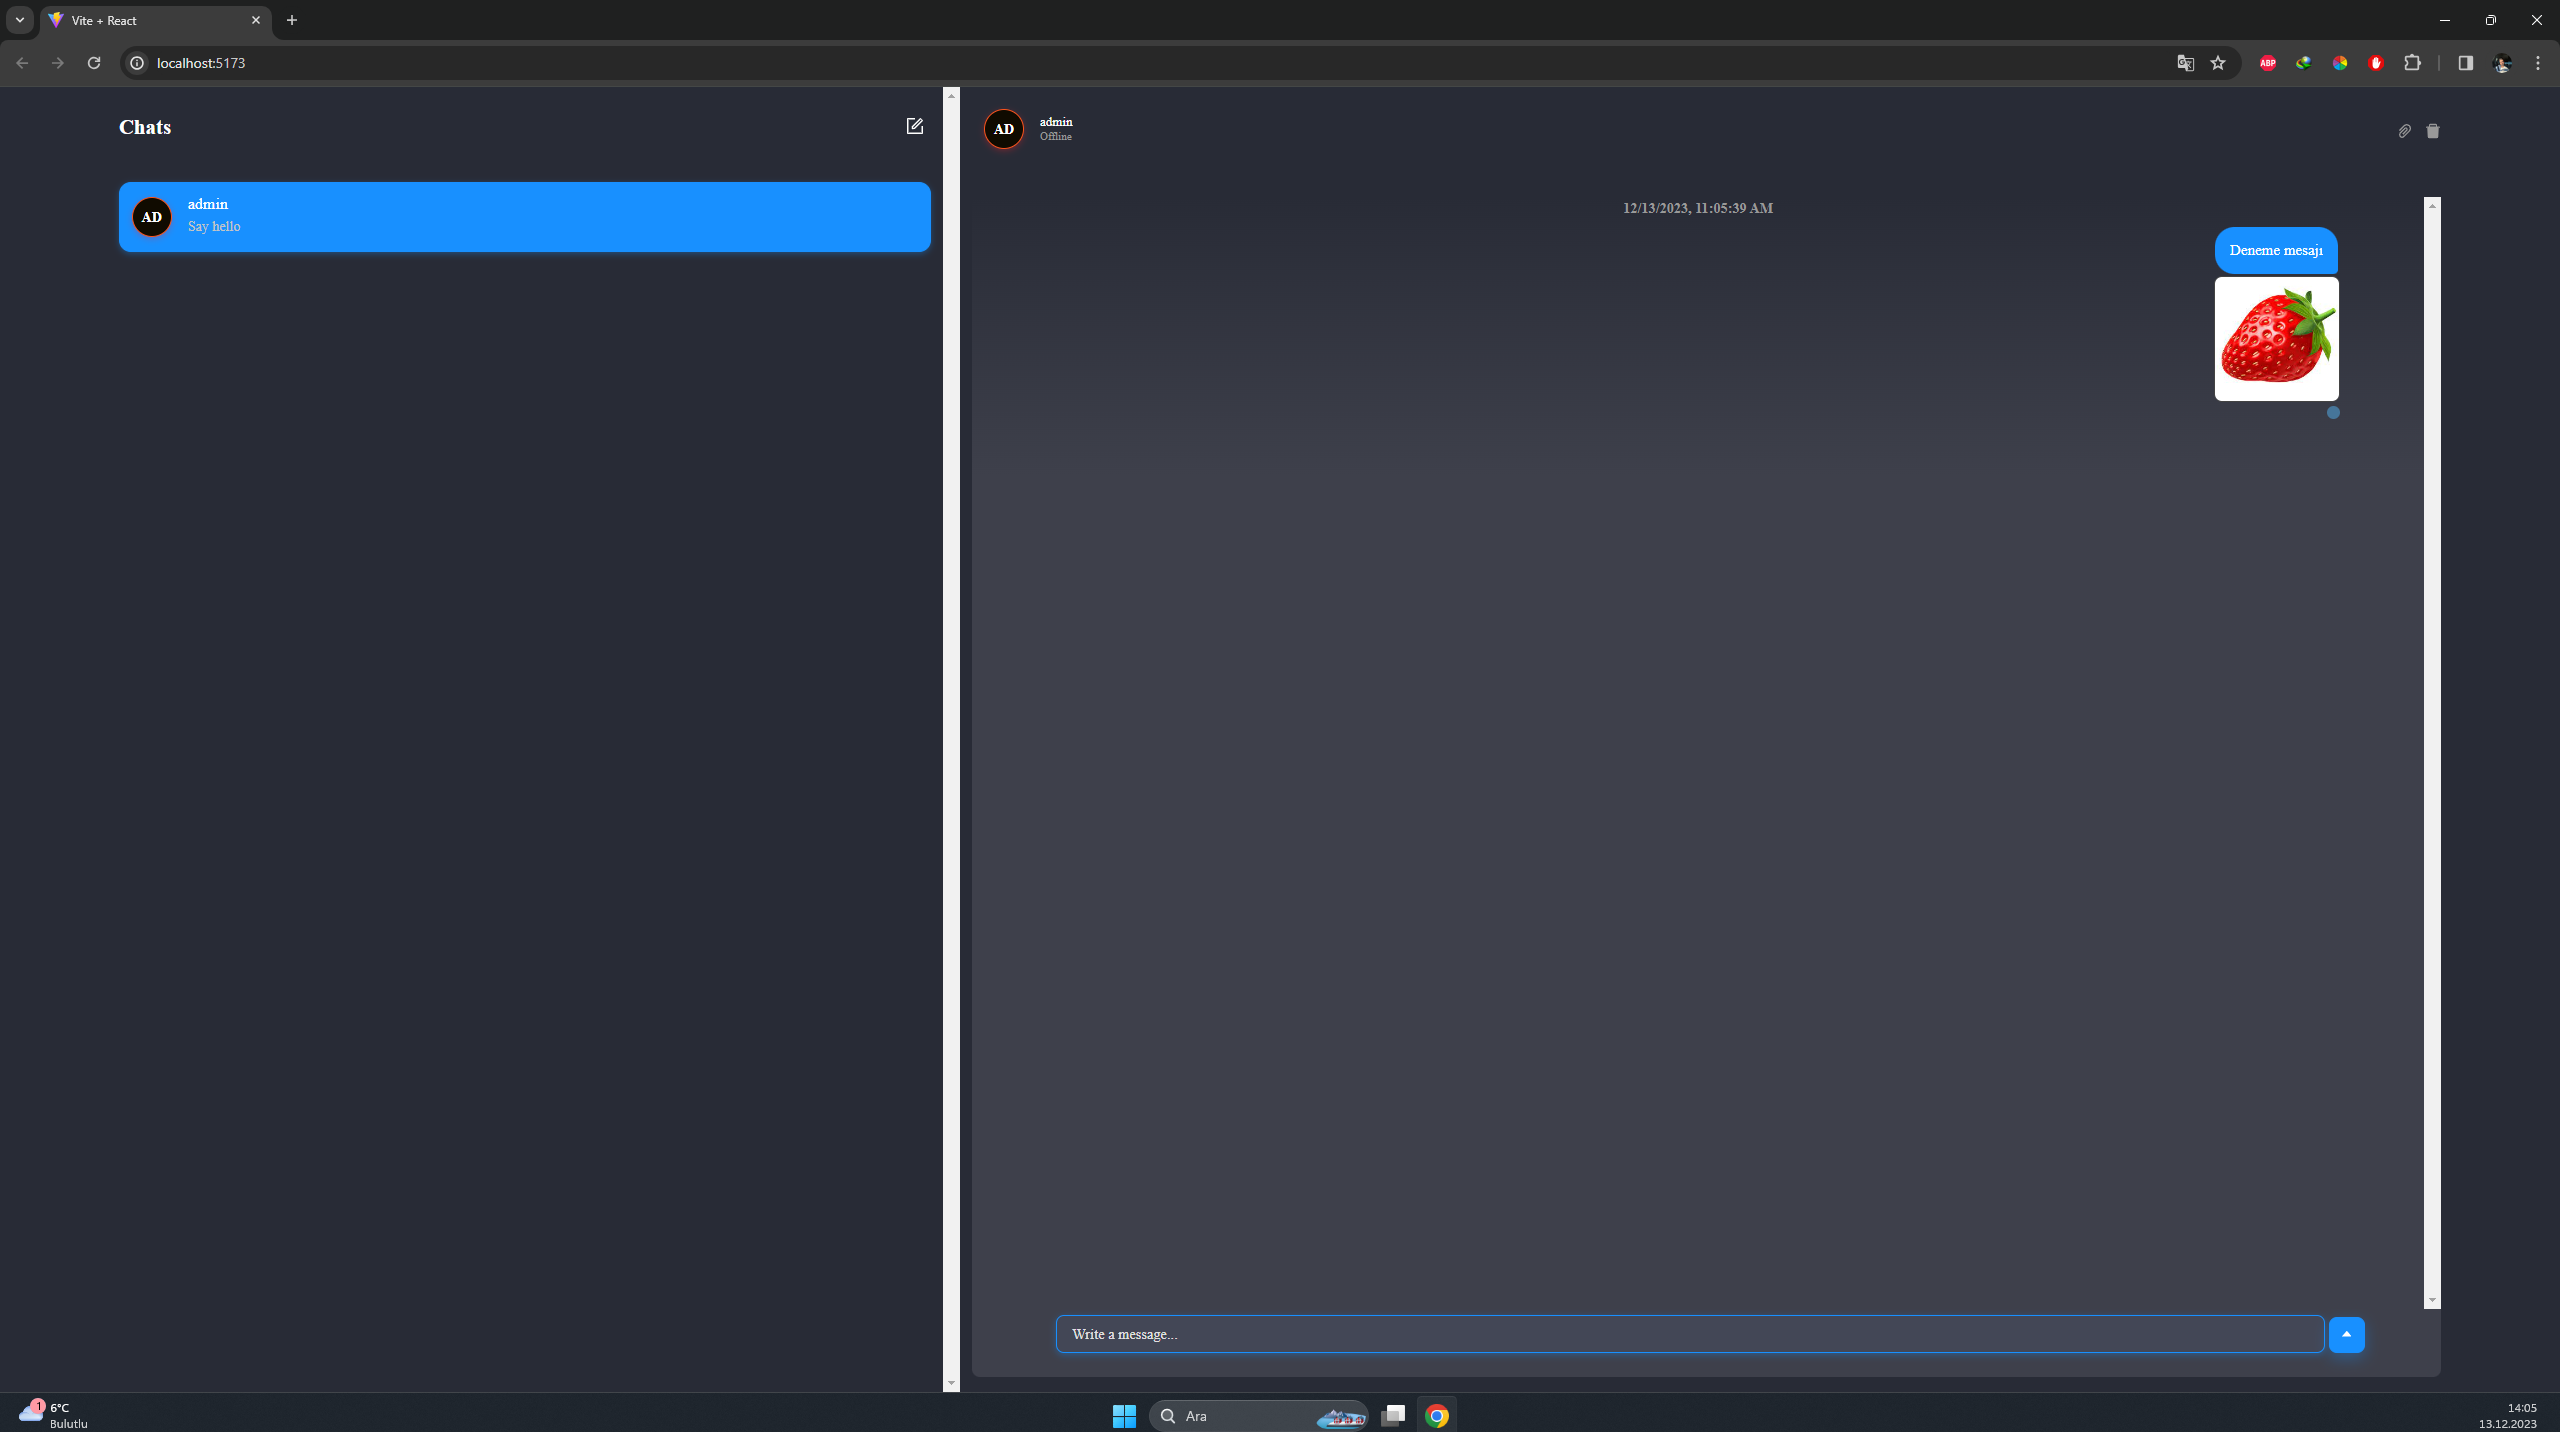 Vite + React
localhost:5173
ABP
Chats
AD
admin
Say hello
AD
admin
Offline
12/13/2023, 11:05:39 AM
Deneme mesajı
Write a message...
1
6°C
Bulutlu
Ara
14:05
13.12.2023